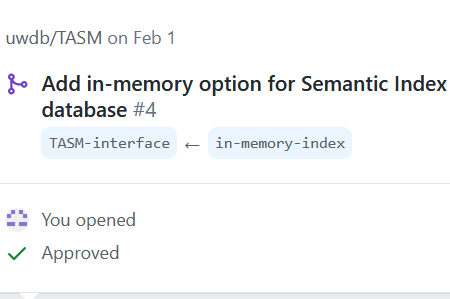 uwdb/TASM on Feb 1
Add in-memory option for Semantic Index
database #4
TASM-interface ← in-memory-index
You opened
Approved